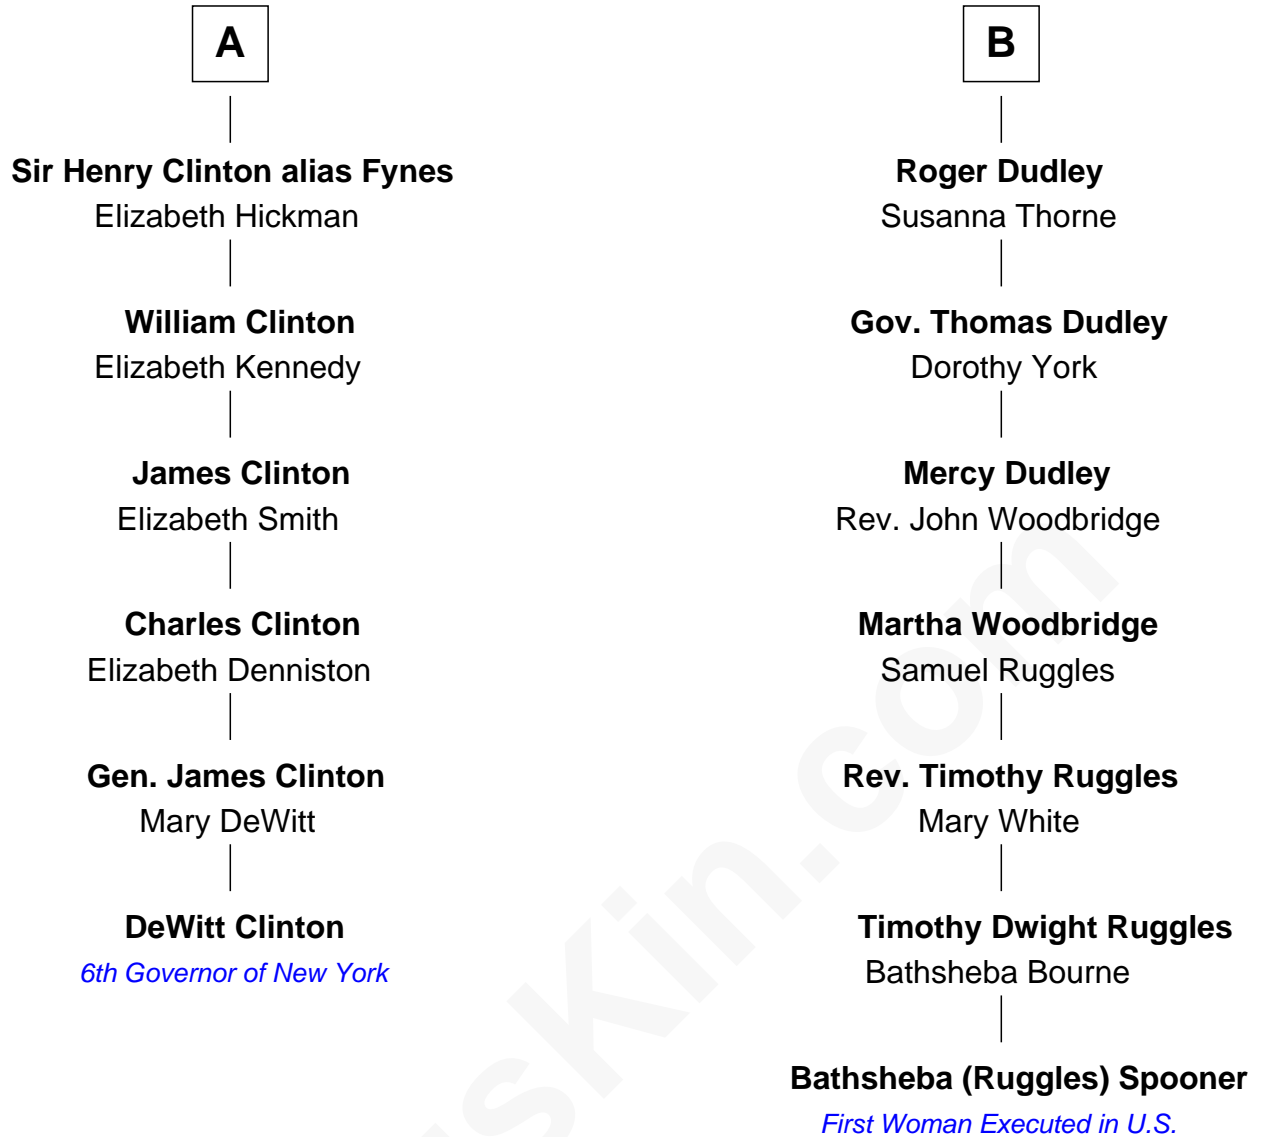 A
Sir Henry Clinton alias Fynes
Elizabeth Hickman
William Clinton
Elizabeth Kennedy
James Clinton
Elizabeth Smith
Charles Clinton
Elizabeth Denniston
Gen. James Clinton
Mary DeWitt
DeWitt Clinton
6th Governor of New York
B
Roger Dudley
Susanna Thorne
Gov. Thomas Dudley
Dorothy York
Mercy Dudley
Rev. John Woodbridge
Martha Woodbridge
Samuel Ruggles
Rev. Timothy Ruggles
Mary White
Timothy Dwight Ruggles
Bathsheba Bourne
Bathsheba (Ruggles) Spooner
First Woman Executed in U.S.
sKin.com